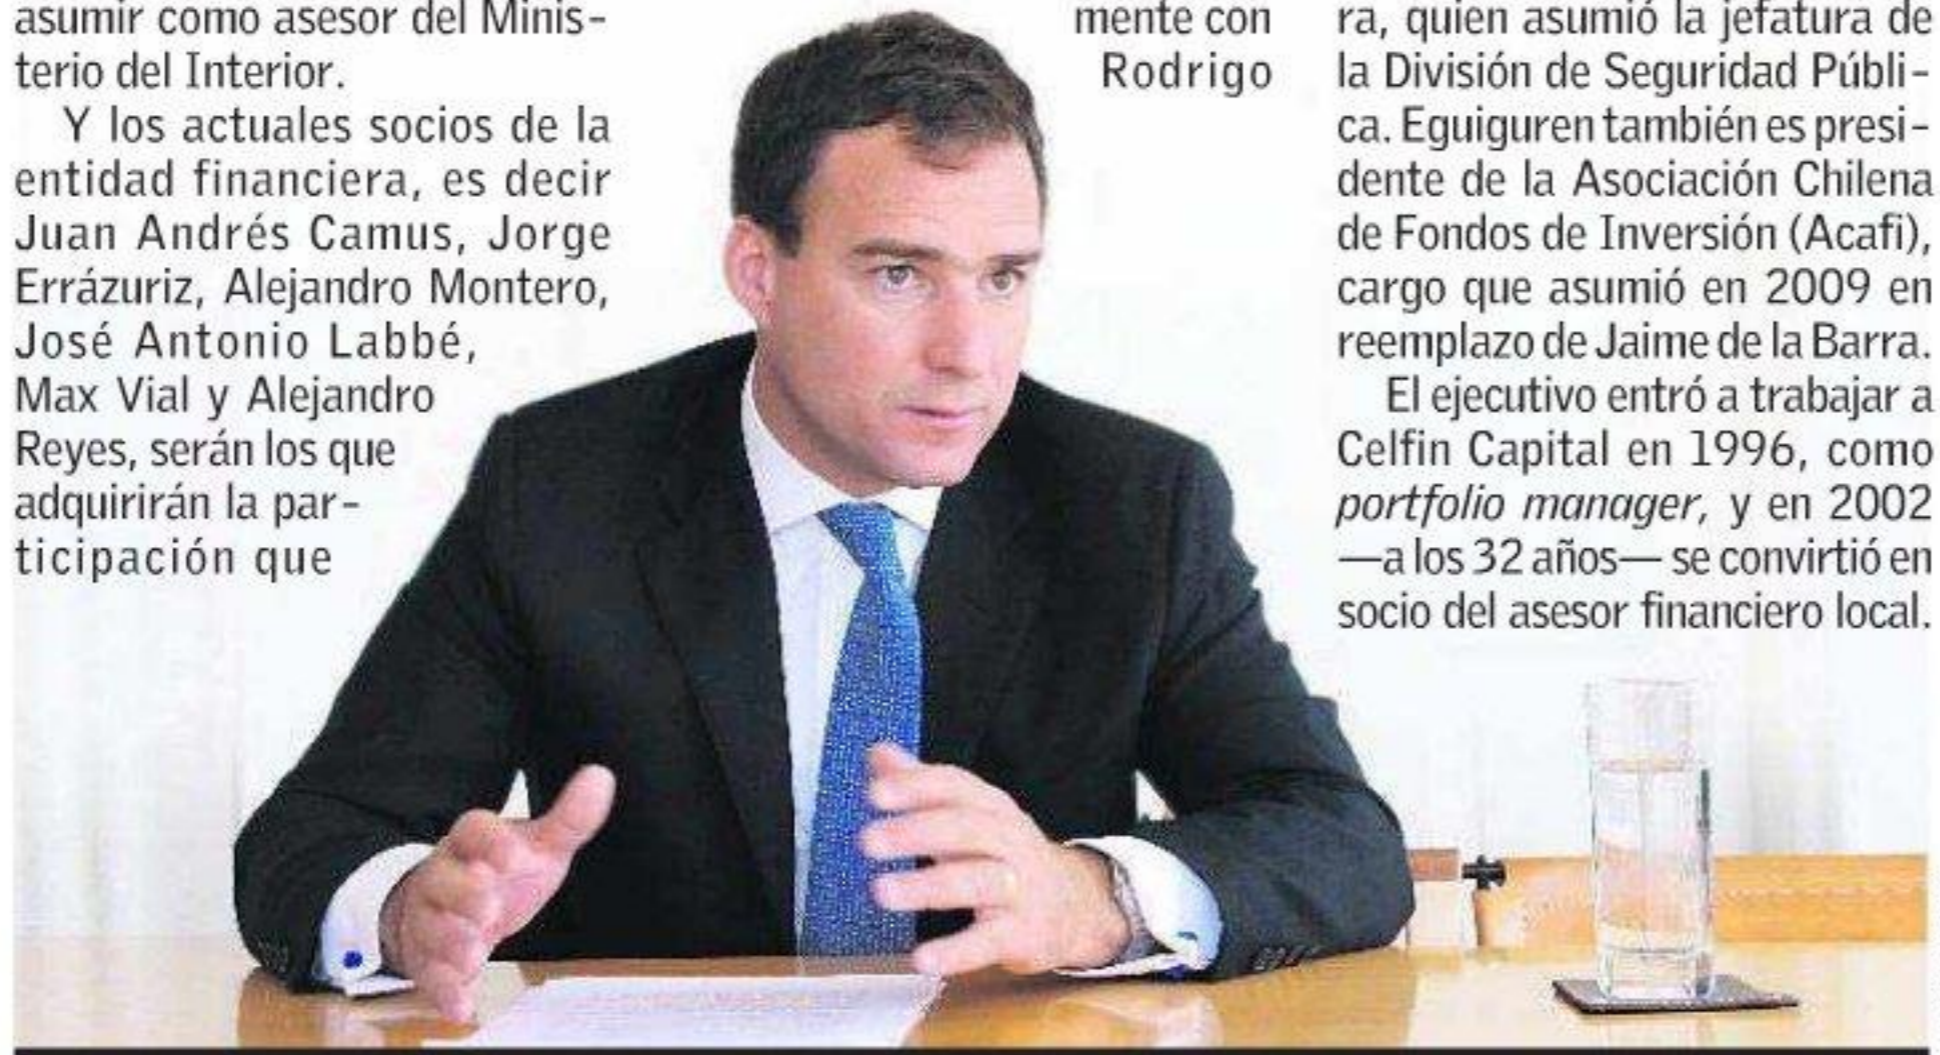 asumir como asesor del Minis-
terio del Interior.
Y los actuales socios de la
entidad financiera, es decir
Juan Andrés Camus, Jorge
Errázuriz, Alejandro Montero,
José Antonio Labbé,
Max Vial y Alejandro
Reyes, serán los que
adquirirán la par-
ticipación que
mente con
Rodrigo
ra, quien asumió la jefatura de
la División de Seguridad Públi-
ca. Eguiguren también es presi-
dente de la Asociación Chilena
de Fondos de Inversión (Acafi),
cargo que asumió en 2009 en
reemplazo de Jaime de la Barra.
El ejecutivo entró a trabajar a
Celfin Capital en 1996, como
portfolio manager, y en 2002
—a los 32 años— se convirtió en
socio del asesor financiero local.